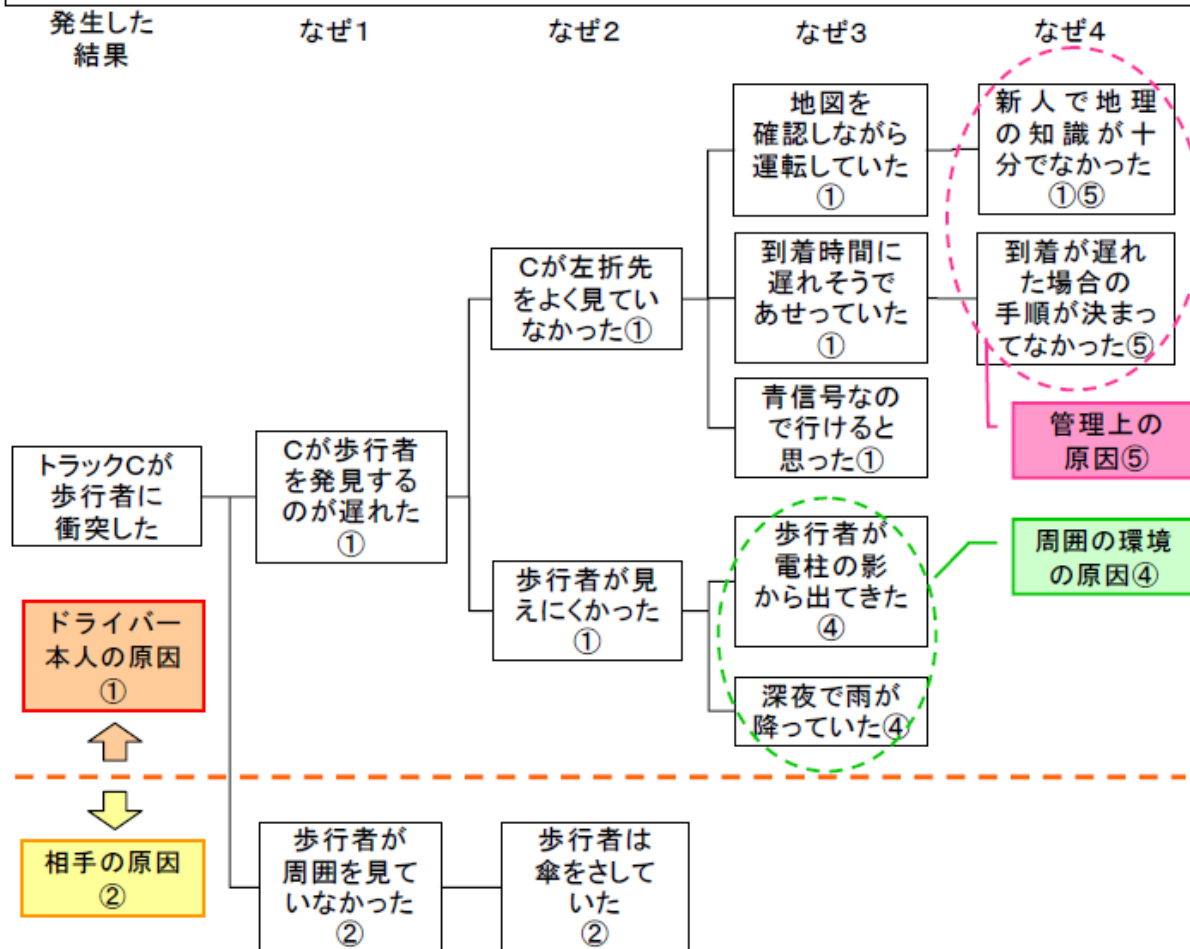 発生した
結果
なぜ1
なぜ2
なぜ3
なぜ4
地図を
確認しながら
運転していた
①
新人で地理
の知識が十
分でなかった
①⑤
Cが左折先
をよく見てい
なかった①
到着時間に
遅れそうで
あせっていた
①
到着が遅れ
た場合の
手順が決まっ
てなかった⑤
青信号なの
で行けると
思った①
管理上の
原因⑤
トラックCが
歩行者に
衝突した
Cが歩行者
を発見する
のが遅れた
①
歩行者が見
えにくかった
①
歩行者が
電柱の影
から出てきた
④
周囲の環境
の原因④
深夜で雨が
降っていた④
ドライバー
本人の原因
①
相手の原因
②
歩行者が
周囲を見て
いなかった
②
歩行者は
傘をさして
いた
②